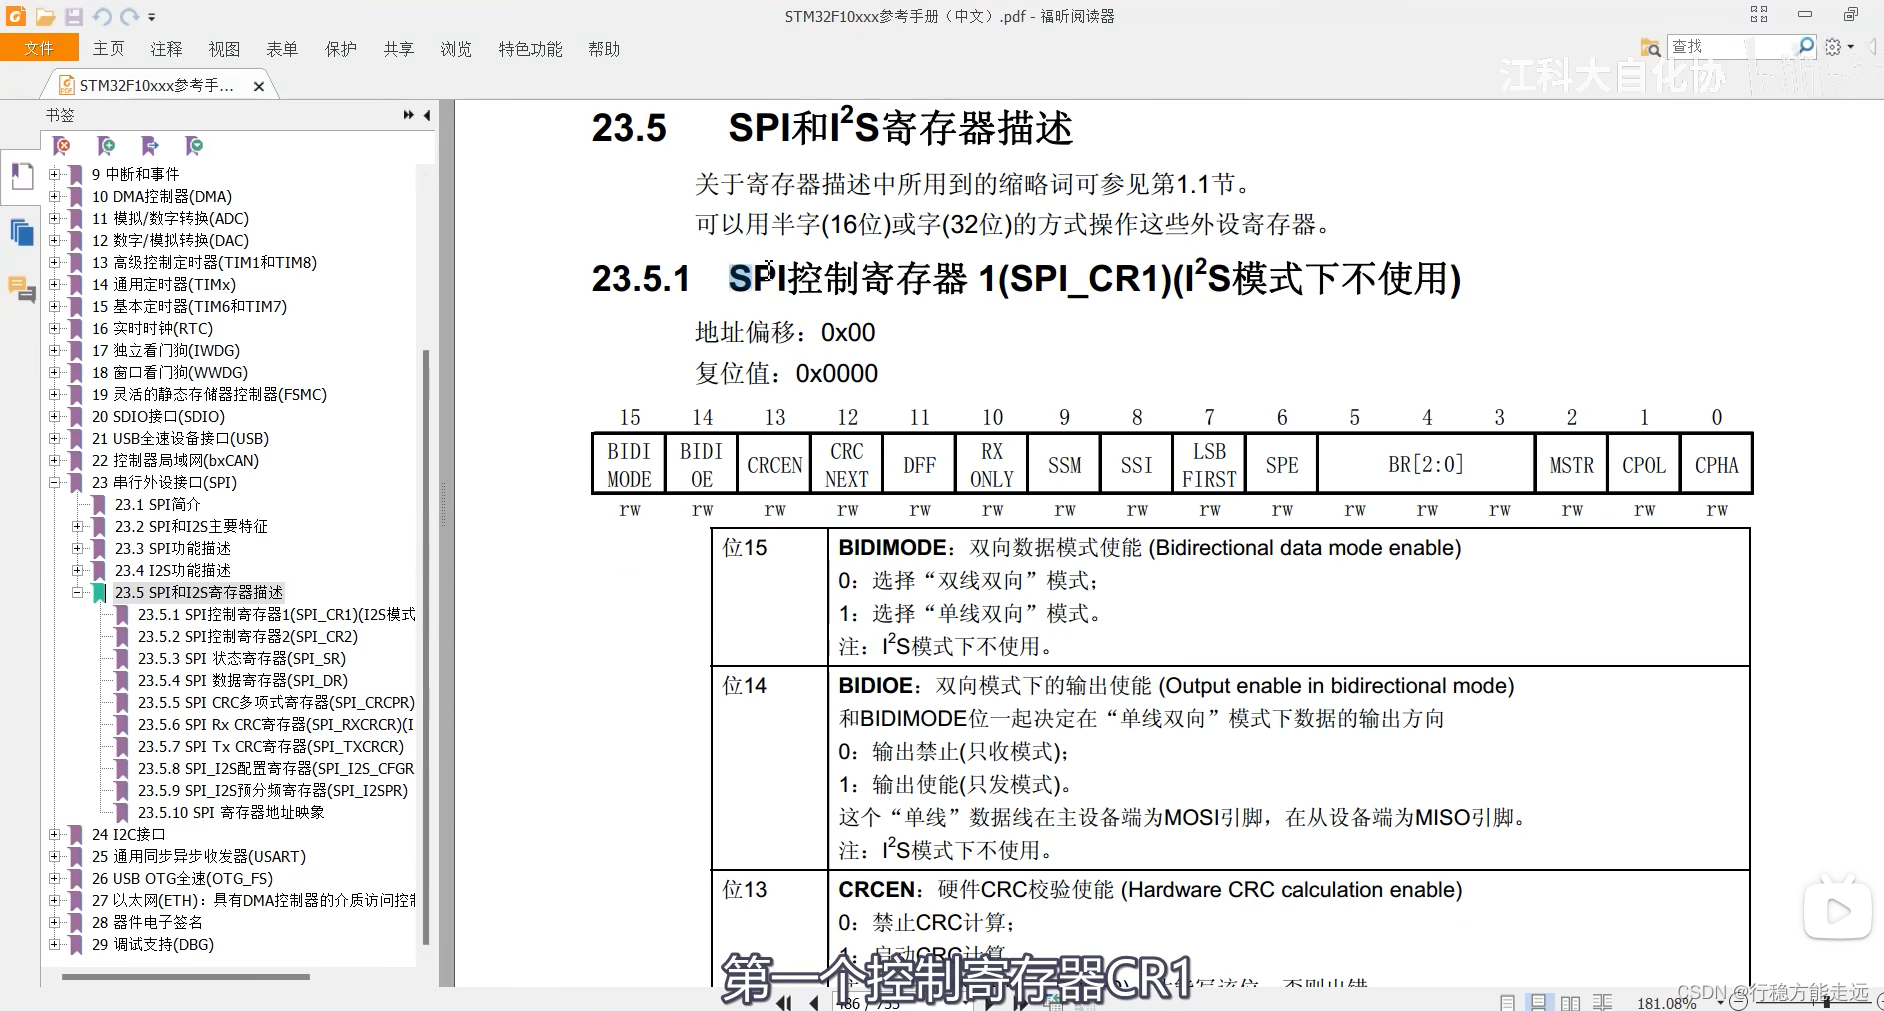 STM32F10xxx参考手册（中文）.pdf - 福昕阅读器
文件 主页 注释 视图 表单 保护 共享 浏览 特色功能 帮助
查找
江科大自化协
STM32F10xxx参考手...
书签
9 中断和事件
10 DMA控制器(DMA)
11 模拟/数字转换(ADC)
12 数字/模拟转换(DAC)
13 高级控制定时器(TIM1和TIM8)
14 通用定时器(TIMx)
15 基本定时器(TIM6和TIM7)
16 实时时钟(RTC)
17 独立看门狗(IWDG)
18 窗口看门狗(WWDG)
19 灵活的静态存储器控制器(FSMC)
20 SDIO接口(SDIO)
21 USB全速设备接口(USB)
22 控制器局域网(bxCAN)
23 串行外设接口(SPI)
23.1 SPI简介
23.2 SPI和I2S主要特征
23.3 SPI功能描述
23.4 I2S功能描述
23.5 SPI和I2S寄存器描述
23.5.1 SPI控制寄存器1(SPI_CR1)(I2S模式
23.5.2 SPI控制寄存器2(SPI_CR2)
23.5.3 SPI 状态寄存器(SPI_SR)
23.5.4 SPI 数据寄存器(SPI_DR)
23.5.5 SPI CRC多项式寄存器(SPI_CRCPR)
23.5.6 SPI Rx CRC寄存器(SPI_RXCRCR)(I
23.5.7 SPI Tx CRC寄存器(SPI_TXCRCR)
23.5.8 SPI_I2S配置寄存器(SPI_I2S_CFGR
23.5.9 SPI_I2S预分频寄存器(SPI_I2SPR)
23.5.10 SPI 寄存器地址映象
24 I2C接口
25 通用同步异步收发器(USART)
26 USB OTG全速(OTG_FS)
27 以太网(ETH)：具有DMA控制器的介质访问控制
28 器件电子签名
29 调试支持(DBG)
23.5 SPI和I²S寄存器描述
关于寄存器描述中所用到的缩略词可参见第1.1节。
可以用半字(16位)或字(32位)的方式操作这些外设寄存器。
23.5.1 SPI控制寄存器 1(SPI_CR1)(I²S模式下不使用)
地址偏移：0x00
复位值：0x0000
15 14 13 12 11 10 9 8 7 6 5 4 3 2 1 0
BIDI MODE BIDI OE CRCEN CRC NEXT DFF RX ONLY SSM SSI LSB FIRST SPE BR[2:0] MSTR CPOL CPHA
rw rw rw rw rw rw rw rw rw rw rw rw rw rw rw rw
位15 BIDIMODE：双向数据模式使能 (Bidirectional data mode enable)
0：选择“双线双向”模式；
1：选择“单线双向”模式。
注：I²S模式下不使用。
位14 BIDIOE：双向模式下的输出使能 (Output enable in bidirectional mode)
和BIDIMODE位一起决定在“单线双向”模式下数据的输出方向
0：输出禁止(只收模式)；
1：输出使能(只发模式)。
这个“单线”数据线在主设备端为MOSI引脚，在从设备端为MISO引脚。
注：I²S模式下不使用。
位13 CRCEN：硬件CRC校验使能 (Hardware CRC calculation enable)
0：禁止CRC计算；
1：启动CRC计算
第一个控制寄存器CR1
486 / 755
181.08%
CSDN @行稳方能走远